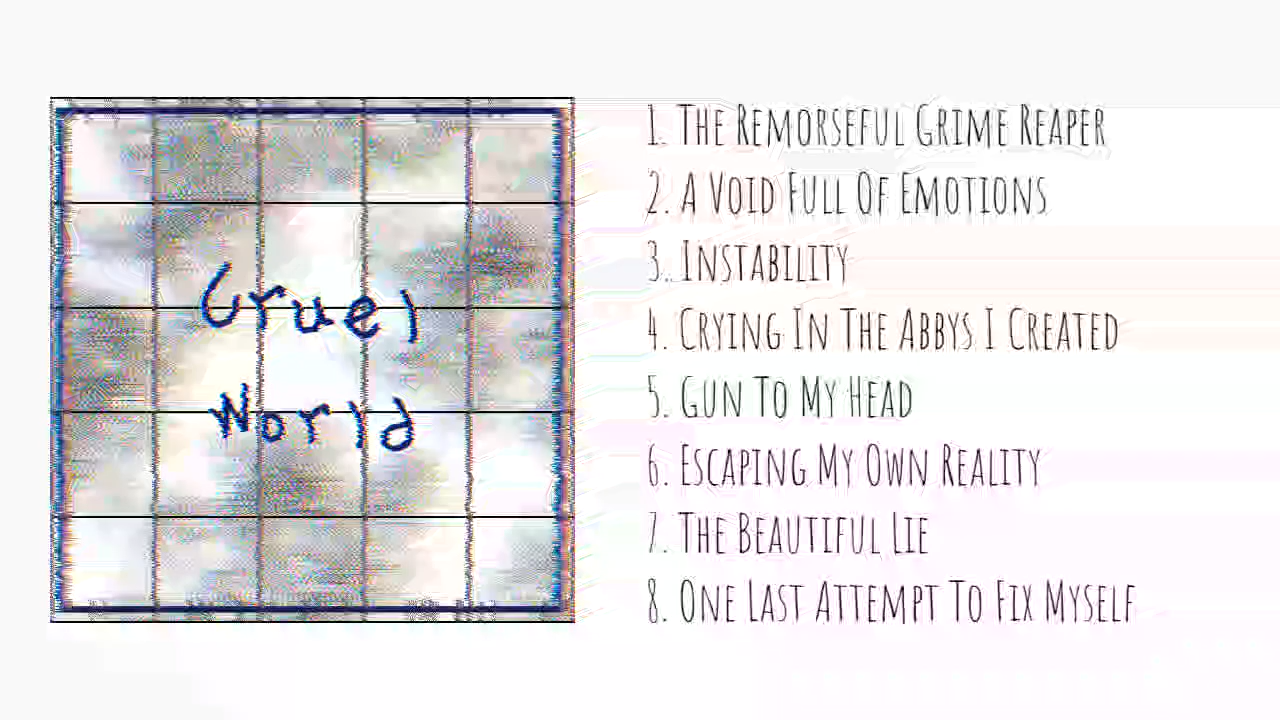 Cruel
World
1. The Remorseful Grime Reaper
2. A Void Full Of Emotions
3. Instability
4. Crying In The Abbys I Created
5. Gun To My Head
6. Escaping My Own Reality
7. The Beautiful Lie
8. One Last Attempt To Fix Myself